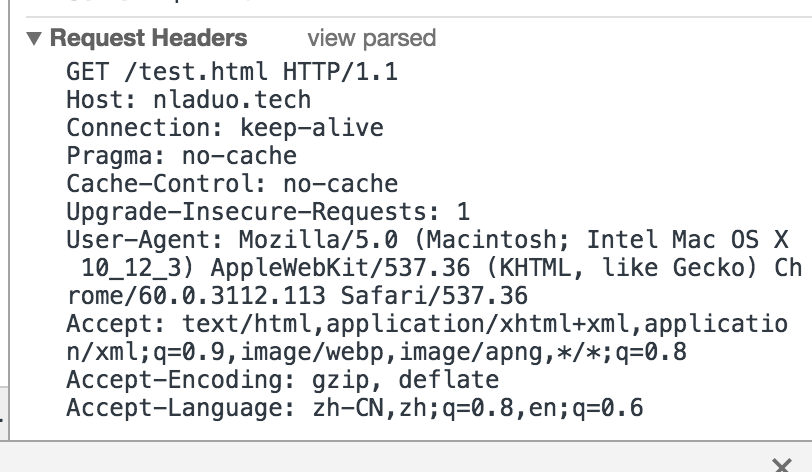 Request Headers view parsed
GET /test.html HTTP/1.1
Host: nladuo.tech
Connection: keep-alive
Pragma: no-cache
Cache-Control: no-cache
Upgrade-Insecure-Requests: 1
User-Agent: Mozilla/5.0 (Macintosh; Intel Mac OS X
10_12_3) AppleWebKit/537.36 (KHTML, like Gecko) Ch
rome/60.0.3112.113 Safari/537.36
Accept: text/html,application/xhtml+xml,applicatio
n/xml;q=0.9,image/webp,image/apng,*/*;q=0.8
Accept-Encoding: gzip, deflate
Accept-Language: zh-CN,zh;q=0.8,en;q=0.6